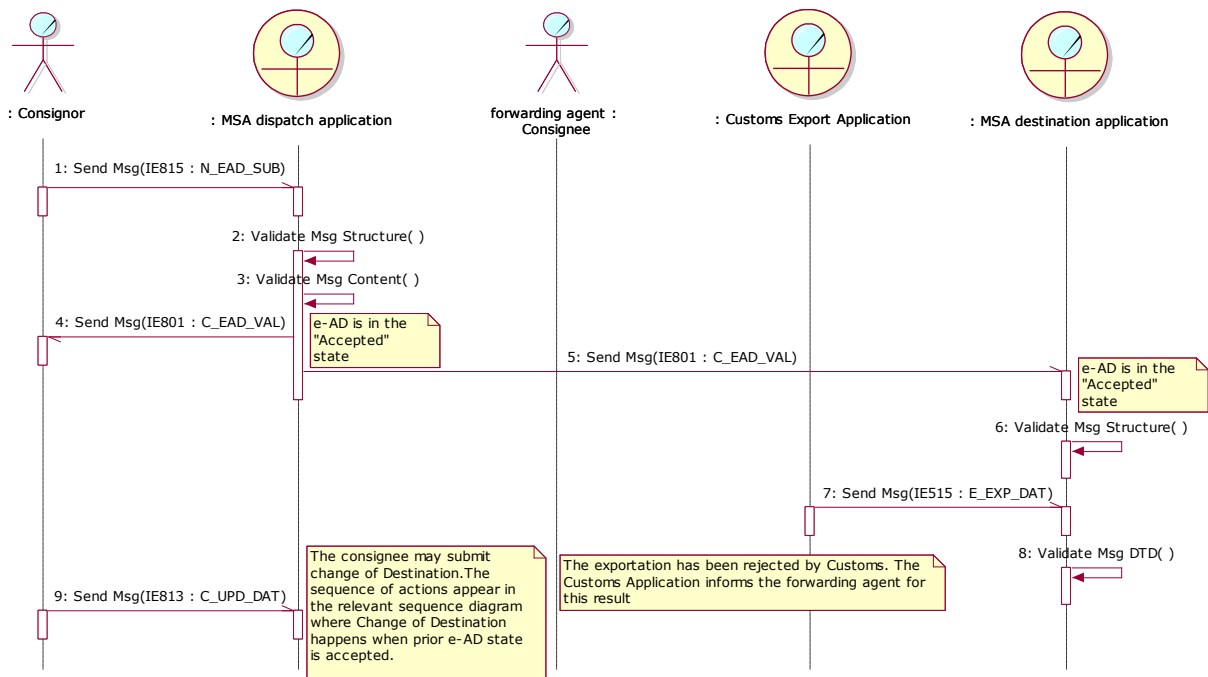 : Consignor
: MSA dispatch application
forwarding agent :
Consignee
: Customs Export Application
: MSA destination application
1: Send Msg(IE815 : N_EAD_SUB)
2: Validate Msg Structure( )
3: Validate Msg Content( )
4: Send Msg(IE801 : C_EAD_VAL)
e-AD is in the
"Accepted"
state
5: Send Msg(IE801 : C_EAD_VAL)
e-AD is in the
"Accepted"
state
6: Validate Msg Structure( )
7: Send Msg(IE515 : E_EXP_DAT)
8: Validate Msg DTD( )
The exportation has been rejected by Customs. The
Customs Application informs the forwarding agent for
this result
9: Send Msg(IE813 : C_UPD_DAT)
The consignee may submit
change of Destination.The
sequence of actions appear in
the relevant sequence diagram
where Change of Destination
happens when prior e-AD state
is accepted.